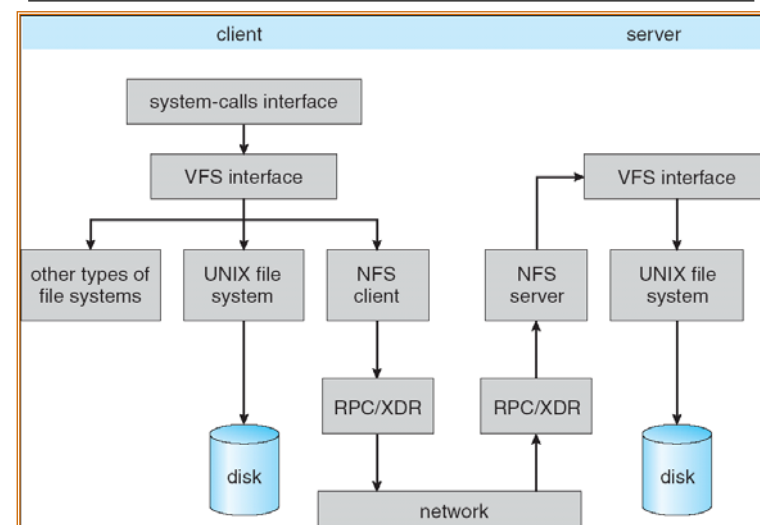 client
server
system-calls interface
VFS interface
VFS interface
other types of
file systems
UNIX file
system
NFS
client
NFS
server
UNIX file
system
RPC/XDR
RPC/XDR
disk
disk
network